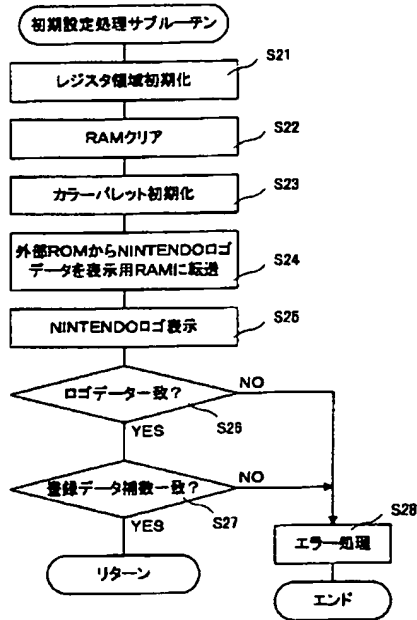 初期設定処理サブルーテン
S21
レジスタ領域初期化
S22
RAMクリア
S23
カラーパレット初期化
S24
外部ROMからNINTENDOロゴ
データを表示用RAMに転送
S25
NINTENDOロゴ表示
ロゴデータ一致?
NO
S26
YES
登録データ補数一致?
NO
S27
YES
S28
エラー処理
リターン
エンド